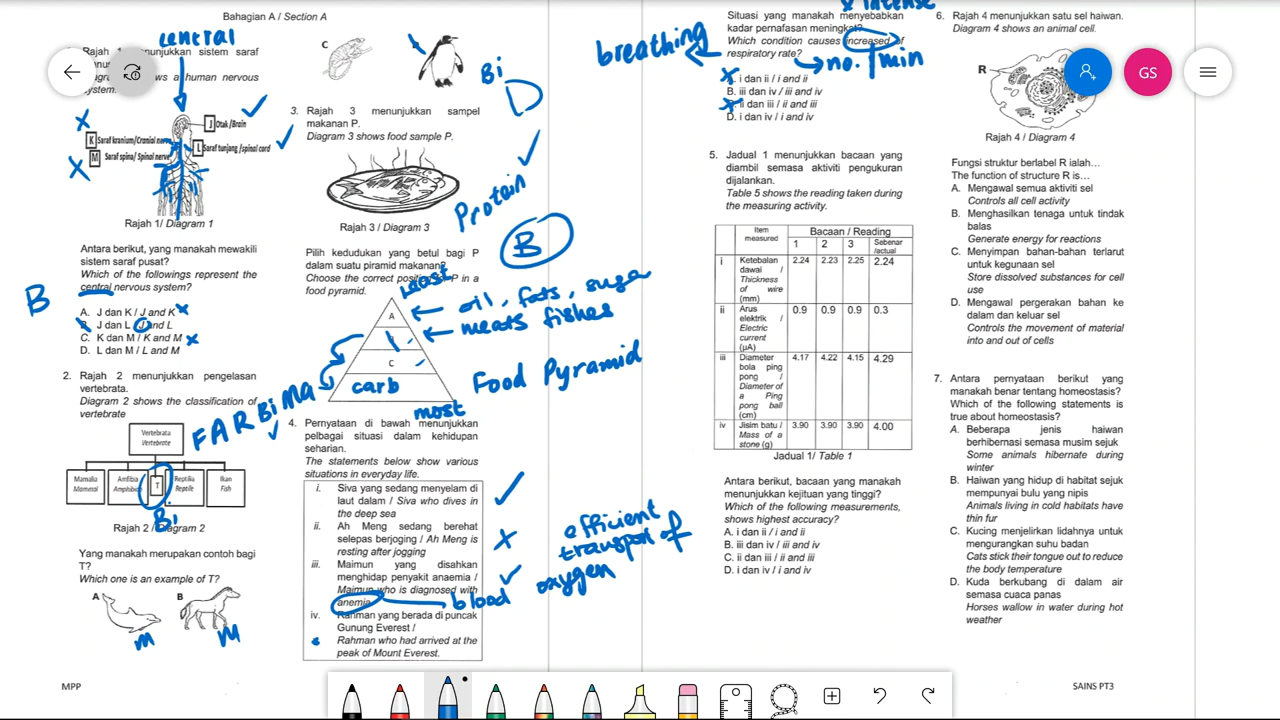 Bahagian A / Section A
central
Rajah 1 menunjukkan sistem saraf
human nervous
system.
J Otak/Brain
K Saraf kranium/Cranial nerve
L Saraf tunjang/spinal cord
M Saraf spina/Spinal nerve
Rajah 1/ Diagram 1
Antara berikut, yang manakah mewakili
sistem saraf pusat?
Which of the followings represent the
central nervous system?
B
A. J dan K / J and K
B. J dan L / J and L
C. K dan M / K and M
D. L dan M / L and M
2. Rajah 2 menunjukkan pengelasan
vertebrata.
Diagram 2 shows the classification of
vertebrate
FARBiMa
Vertebrata
Vertebrate
Mamalia
Mammal
Amfibia
Amphibian
T
Reptilia
Reptile
Ikan
Fish
Bi
Rajah 2 / Diagram 2
Yang manakah merupakan contoh bagi
T?
Which one is an example of T?
A
B
m
M
MPP
C
Bi
D
3. Rajah 3 menunjukkan sampel
makanan P.
Diagram 3 shows food sample P.
Protein
Rajah 3 / Diagram 3
B
Pilih kedudukan yang betul bagi P
dalam suatu piramid makanan?
Choose the correct position for P in a
food pyramid.
least
A
oil, fats, sugar
meats fishes
C
carb
Food Pyramid
most
4. Pernyataan di bawah menunjukkan
pelbagai situasi dalam kehidupan
seharian.
The statements below show various
situations in everyday life.
i. Siva yang sedang menyelam di
laut dalam / Siva who dives in
the deep sea
ii. Ah Meng sedang berehat
selepas berjoging / Ah Meng is
resting after jogging
iii. Maimun yang disahkan
menghidap penyakit anaemia /
Maimun who is diagnosed with
anemia
blood
efficient
transport of
oxygen
iv. Rahman yang berada di puncak
Gunung Everest /
Rahman who had arrived at the
peak of Mount Everest.
x intense
Situasi yang manakah menyebabkan
kadar pernafasan meningkat?
Which condition causes increased of
respiratory rate?
breathing
no. / min
A. i dan ii / i and ii
B. iii dan iv / iii and iv
C. ii dan iii / ii and iii
D. i dan iv / i and iv
5. Jadual 1 menunjukkan bacaan yang
diambil semasa aktiviti pengukuran
dijalankan.
Table 5 shows the reading taken during
the measuring activity.
Item measured Bacaan / Reading
1 2 3 Sebenar /actual
i Ketebalan dawai / Thickness of wire (mm) 2.24 2.23 2.25 2.24
ii Arus elektrik / Electric current (μA) 0.9 0.9 0.9 0.3
iii Diameter bola ping pong / Diameter of a Ping pong ball (cm) 4.17 4.22 4.15 4.29
iv Jisim batu / Mass of a stone (g) 3.90 3.90 3.90 4.00
Jadual 1/ Table 1
Antara berikut, bacaan yang manakah
menunjukkan kejituan yang tinggi?
Which of the following measurements,
shows highest accuracy?
A. i dan ii / i and ii
B. iii dan iv / iii and iv
C. ii dan iii / ii and iii
D. i dan iv / i and iv
6. Rajah 4 menunjukkan satu sel haiwan.
Diagram 4 shows an animal cell.
R
GS
Rajah 4 / Diagram 4
Fungsi struktur berlabel R ialah…
The function of structure R is…
A. Mengawal semua aktiviti sel
Controls all cell activity
B. Menghasilkan tenaga untuk tindak
balas
Generate energy for reactions
C. Menyimpan bahan-bahan terlarut
untuk kegunaan sel
Store dissolved substances for cell
use
D. Mengawal pergerakan bahan ke
dalam dan keluar sel
Controls the movement of material
into and out of cells
7. Antara pernyataan berikut yang
manakah benar tentang homeostasis?
Which of the following statements is
true about homeostasis?
A. Beberapa jenis haiwan
berhibernasi semasa musim sejuk
Some animals hibernate during
winter
B. Haiwan yang hidup di habitat sejuk
mempunyai bulu yang nipis
Animals living in cold habitats have
thin fur
C. Kucing menjelirkan lidahnya untuk
mengurangkan suhu badan
Cats stick their tongue out to reduce
the body temperature
D. Kuda berkubang di dalam air
semasa cuaca panas
Horses wallow in water during hot
weather
SAINS PT3